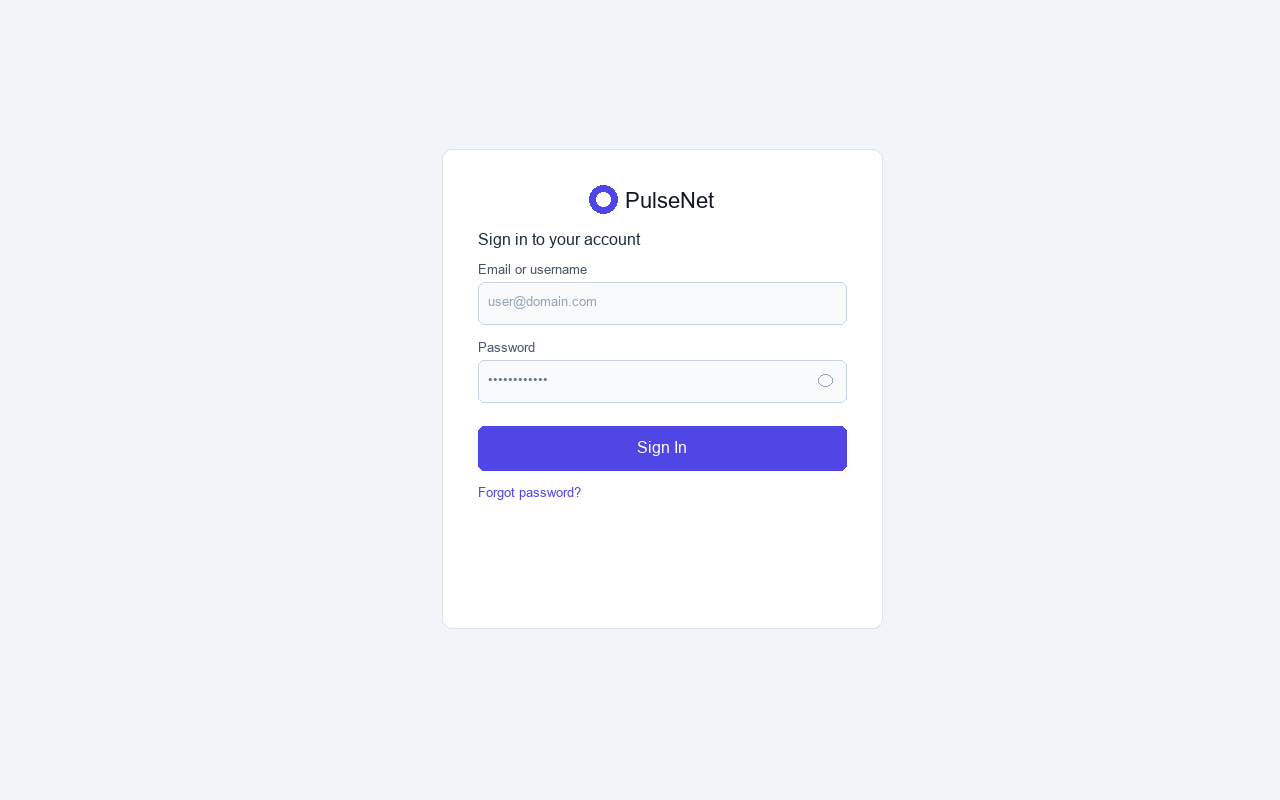 PulseNet
Sign in to your account
Email or username
user@domain.com
Password
••••••••••••
Sign In
Forgot password?